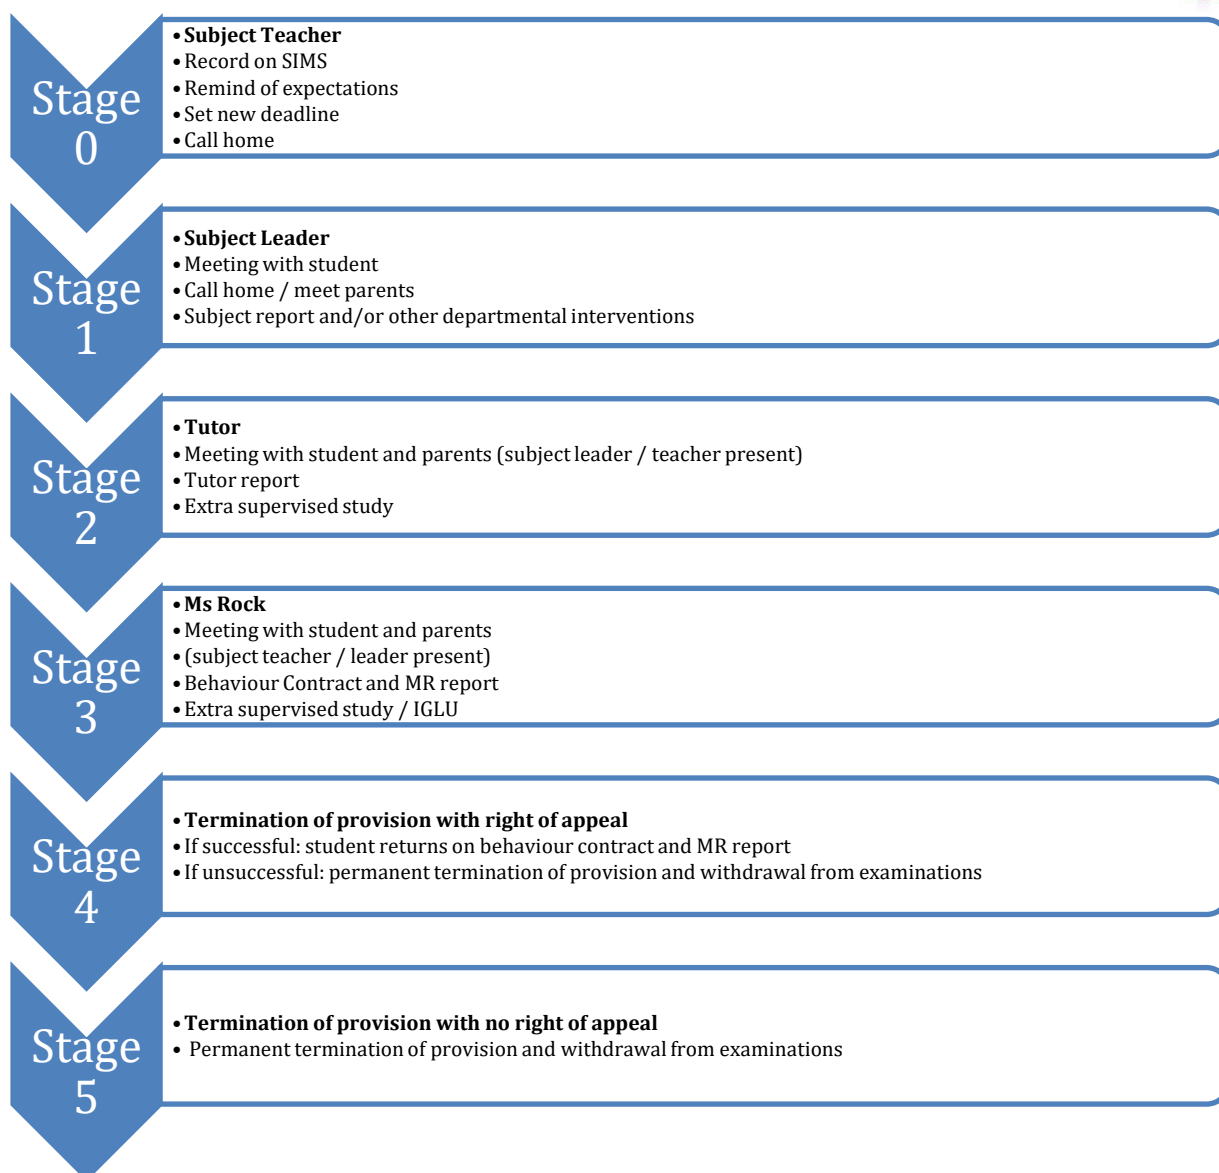 Stage
0
• Subject Teacher
• Record on SIMS
• Remind of expectations
• Set new deadline
• Call home
Stage
1
• Subject Leader
• Meeting with student
• Call home / meet parents
• Subject report and/or other departmental interventions
Stage
2
• Tutor
• Meeting with student and parents (subject leader / teacher present)
• Tutor report
• Extra supervised study
Stage
3
• Ms Rock
• Meeting with student and parents
• (subject teacher / leader present)
• Behaviour Contract and MR report
• Extra supervised study / IGLU
Stage
4
• Termination of provision with right of appeal
• If successful: student returns on behaviour contract and MR report
• If unsuccessful: permanent termination of provision and withdrawal from examinations
Stage
5
• Termination of provision with no right of appeal
• Permanent termination of provision and withdrawal from examinations